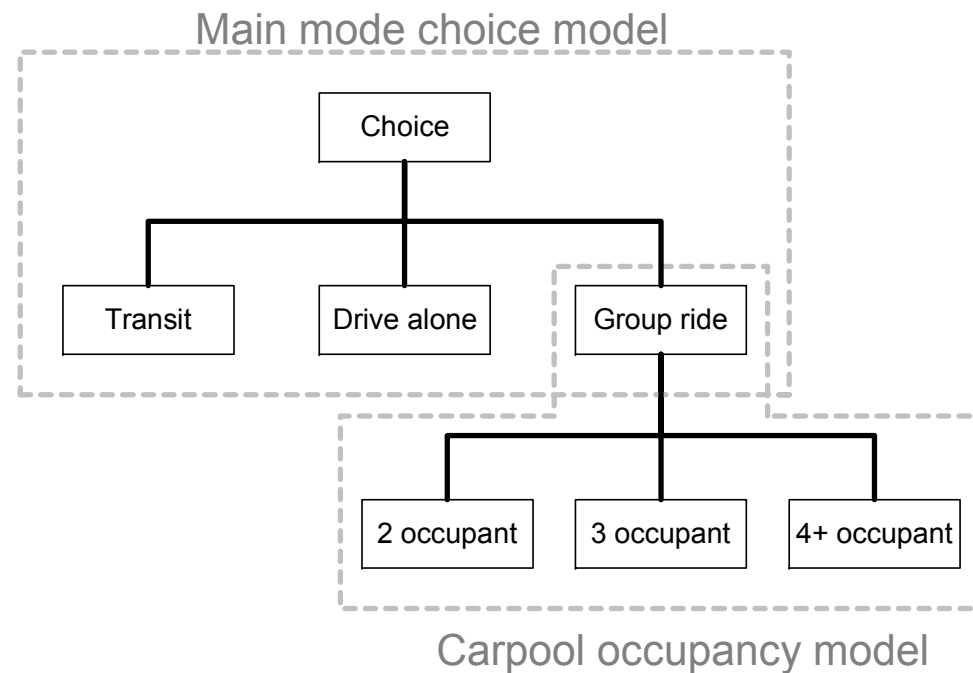 Main mode choice model
Choice
Transit
Drive alone
Group ride
2 occupant
3 occupant
4+ occupant
Carpool occupancy model